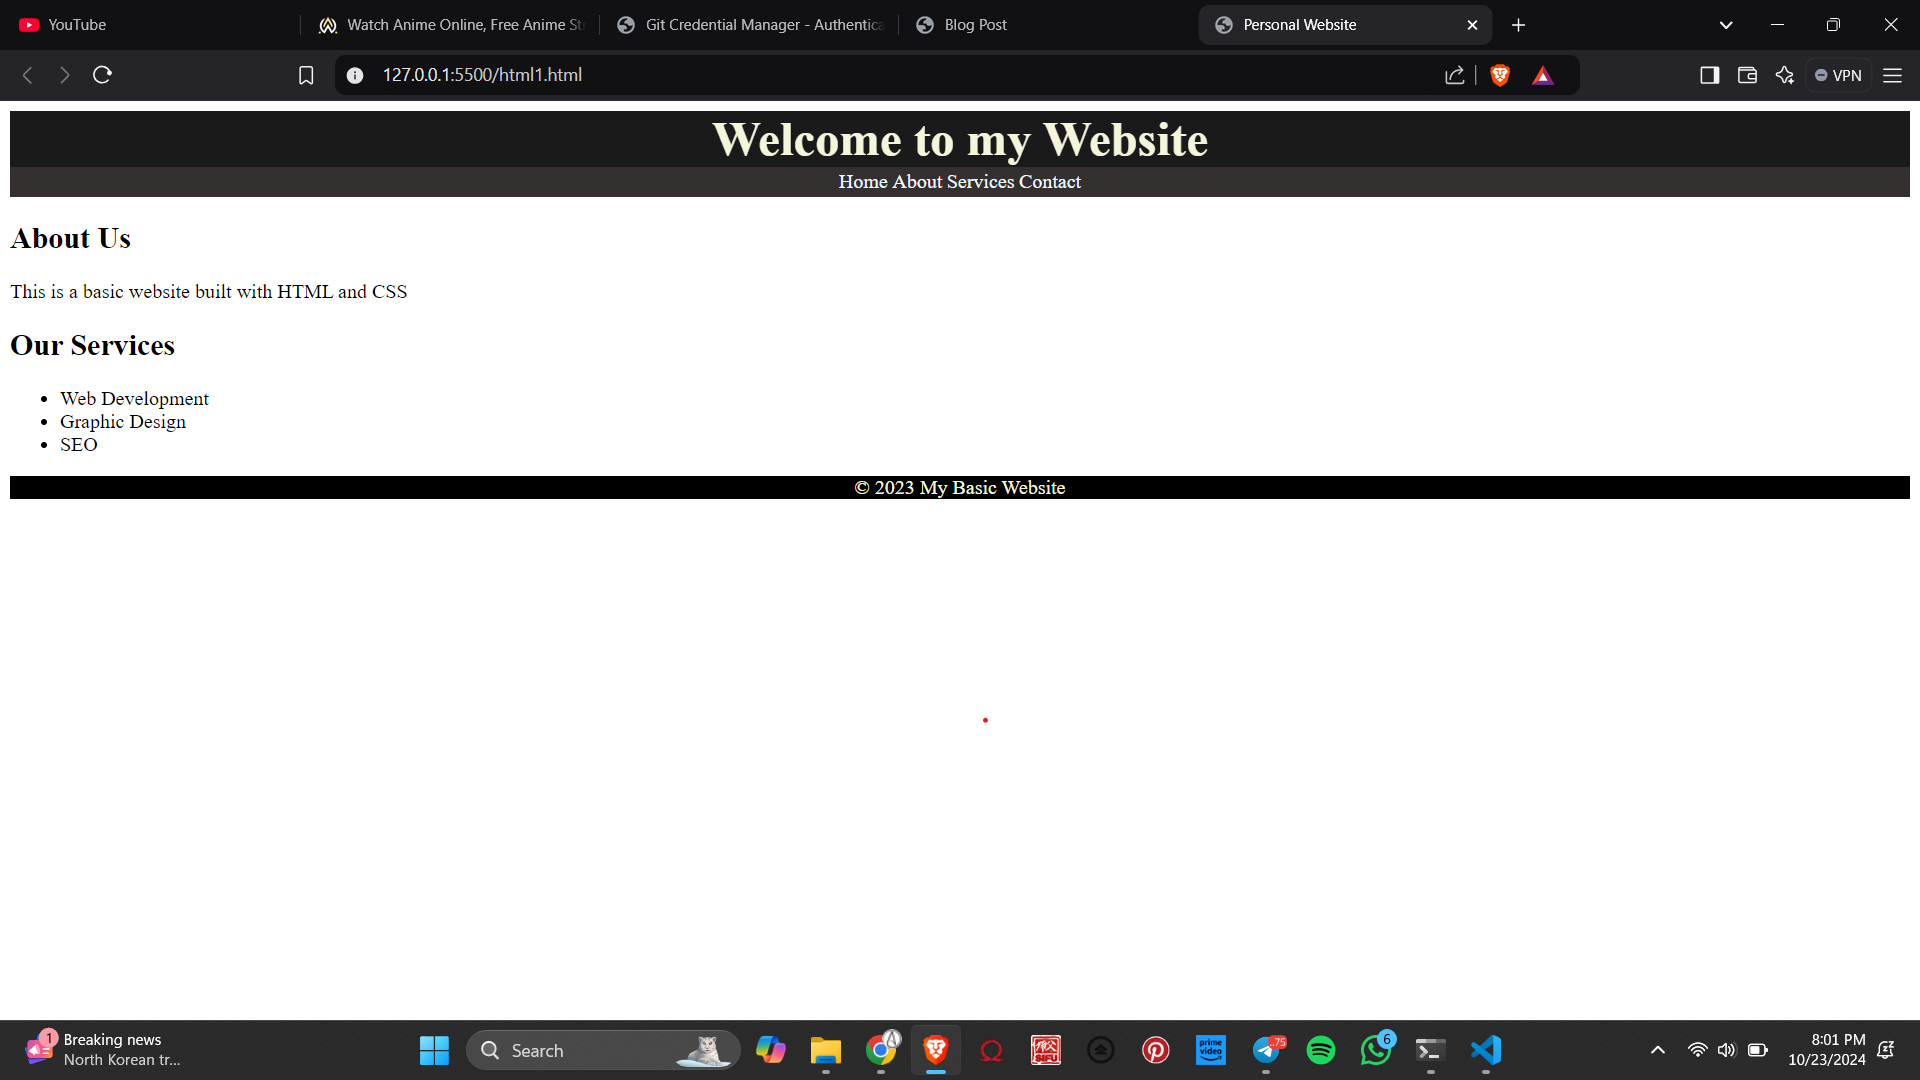 YouTube
Watch Anime Online, Free Anime St
Git Credential Manager - Authentica
Blog Post
Personal Website
127.0.0.1:5500/html1.html
VPN
Welcome to my Website
Home About Services Contact
About Us
This is a basic website built with HTML and CSS
Our Services
• Web Development
• Graphic Design
• SEO
© 2023 My Basic Website
1
Breaking news
North Korean tr...
Search
SIFU
prime video
..75
6
8:01 PM
10/23/2024